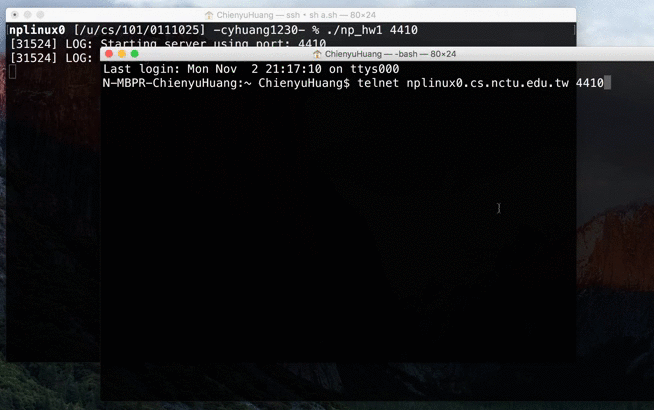 ChienyuHuang — ssh • sh a.sh — 80×24
nplinux0 [/u/cs/101/0111025] -cyhuang1230- % ./np_hw1 4410
[31524] LOG: Starting server using port: 4410
[31524] LOG:
ChienyuHuang — -bash — 80×24
Last login: Mon Nov  2 21:17:10 on ttys000
N-MBPR-ChienyuHuang:~ ChienyuHuang$ telnet nplinux0.cs.nctu.edu.tw 4410